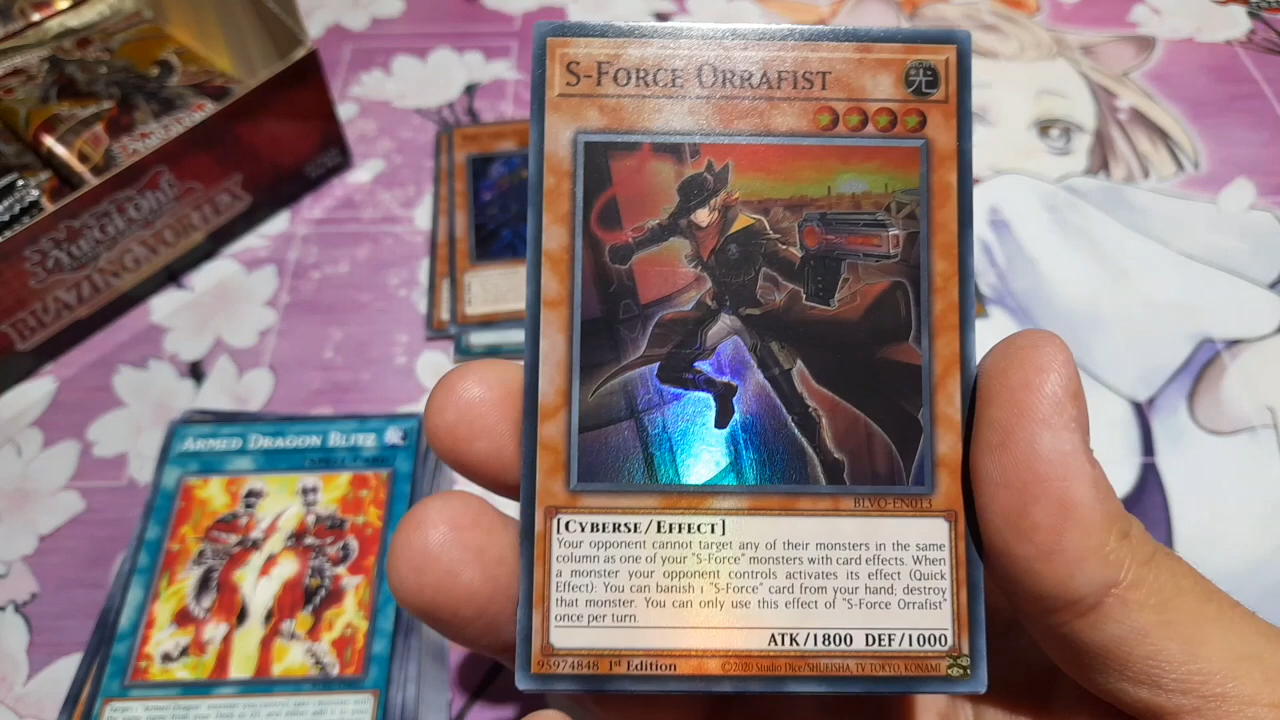 S-Force Orrafist
LIGHT
光
BLVO-EN013
[Cyberse/Effect]
Your opponent cannot target any of their monsters in the same
column as one of your "S-Force" monsters with card effects. When
a monster your opponent controls activates its effect (Quick
Effect): You can banish 1 "S-Force" card from your hand; destroy
that monster. You can only use this effect of "S-Force Orrafist"
once per turn.
ATK/1800 DEF/1000
95974848 1st Edition
©2020 Studio Dice/SHUEISHA, TV TOKYO, KONAMI
Yu-Gi-Oh!
BLAZING VORTEX
Armed Dragon Blitz
[Spell Card]